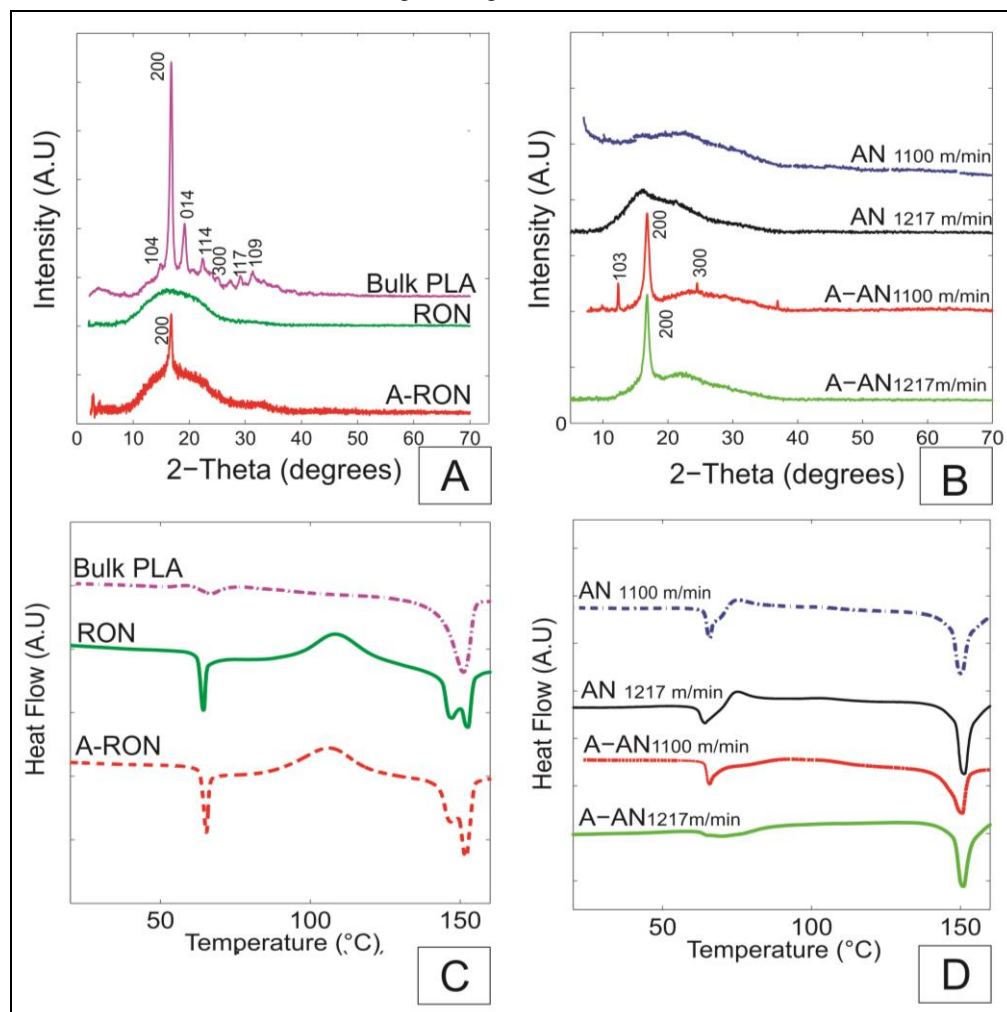 Intensity (A.U)
200
104
014
114
300
117
109
Bulk PLA
RON
200
A-RON
0 10 20 30 40 50 60 70
2-Theta (degrees)
A
Intensity (A.U)
0
AN 1100 m/min
AN 1217 m/min
103
200
300
A-AN1100 m/min
200
A-AN1217m/min
5 10 20 30 40 50 60 70
2-Theta (degrees)
B
Heat Flow (A.U)
Bulk PLA
RON
A-RON
50 100 150
Temperature (°C)
C
Heat Flow (A.U)
AN 1100 m/min
AN 1217 m/min
A-AN1100 m/min
A-AN1217m/min
50 100 150
Temperature (°C)
D